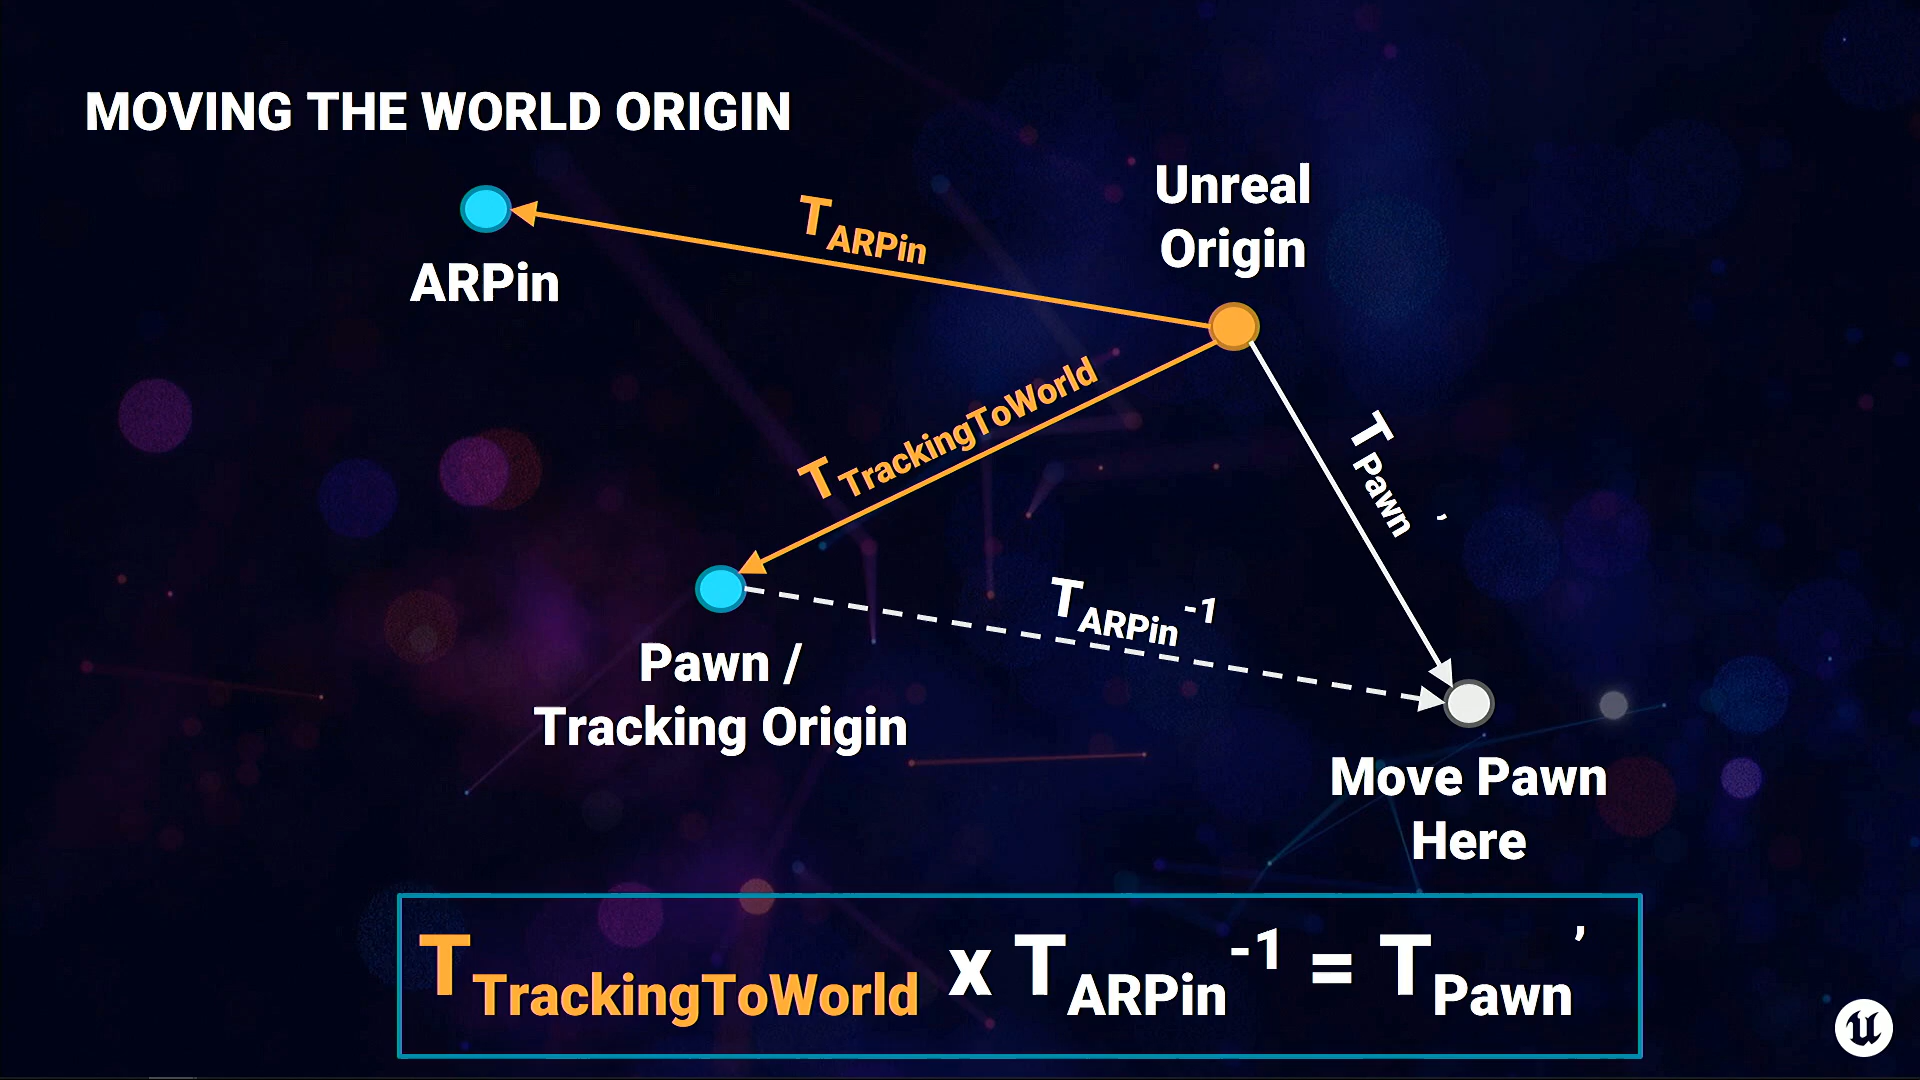 MOVING THE WORLD ORIGIN
Unreal
Origin
T ARPin
ARPin
T TrackingToWorld
T Pawn ’
T ARPin -1
Pawn /
Tracking Origin
Move Pawn
Here
T TrackingToWorld x T ARPin -1 = T Pawn ’